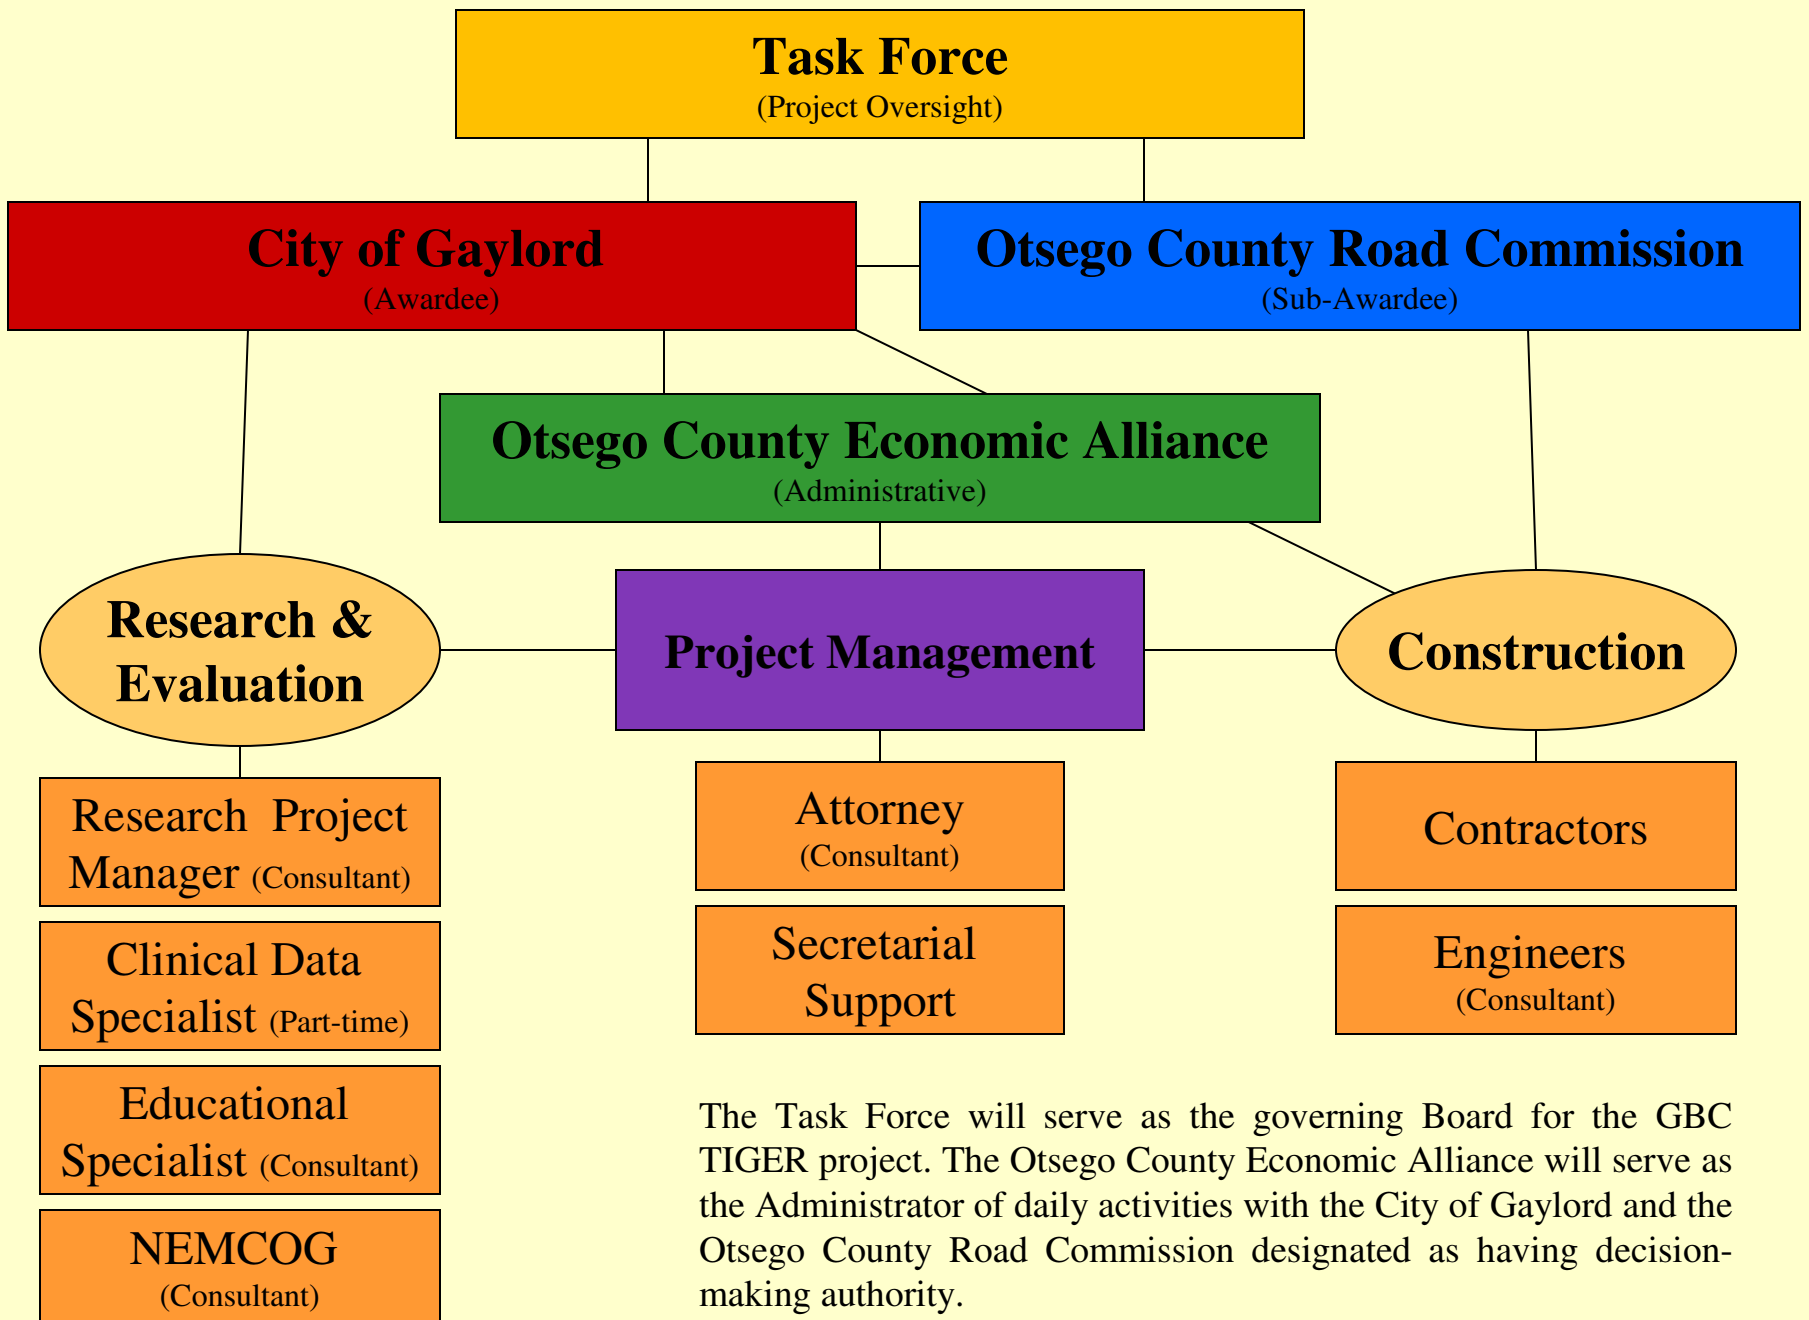 Task Force
(Project Oversight)
City of Gaylord
(Awardee)
Otsego County Road Commission
(Sub-Awardee)
Otsego County Economic Alliance
(Administrative)
Research &
Evaluation
Project Management
Construction
Research Project
Manager (Consultant)
Clinical Data
Specialist (Part-time)
Educational
Specialist (Consultant)
NEMCOG
(Consultant)
Attorney
(Consultant)
Secretarial
Support
Contractors
Engineers
(Consultant)
The Task Force will serve as the governing Board for the GBC
TIGER project. The Otsego County Economic Alliance will serve as
the Administrator of daily activities with the City of Gaylord and the
Otsego County Road Commission designated as having decision-
making authority.